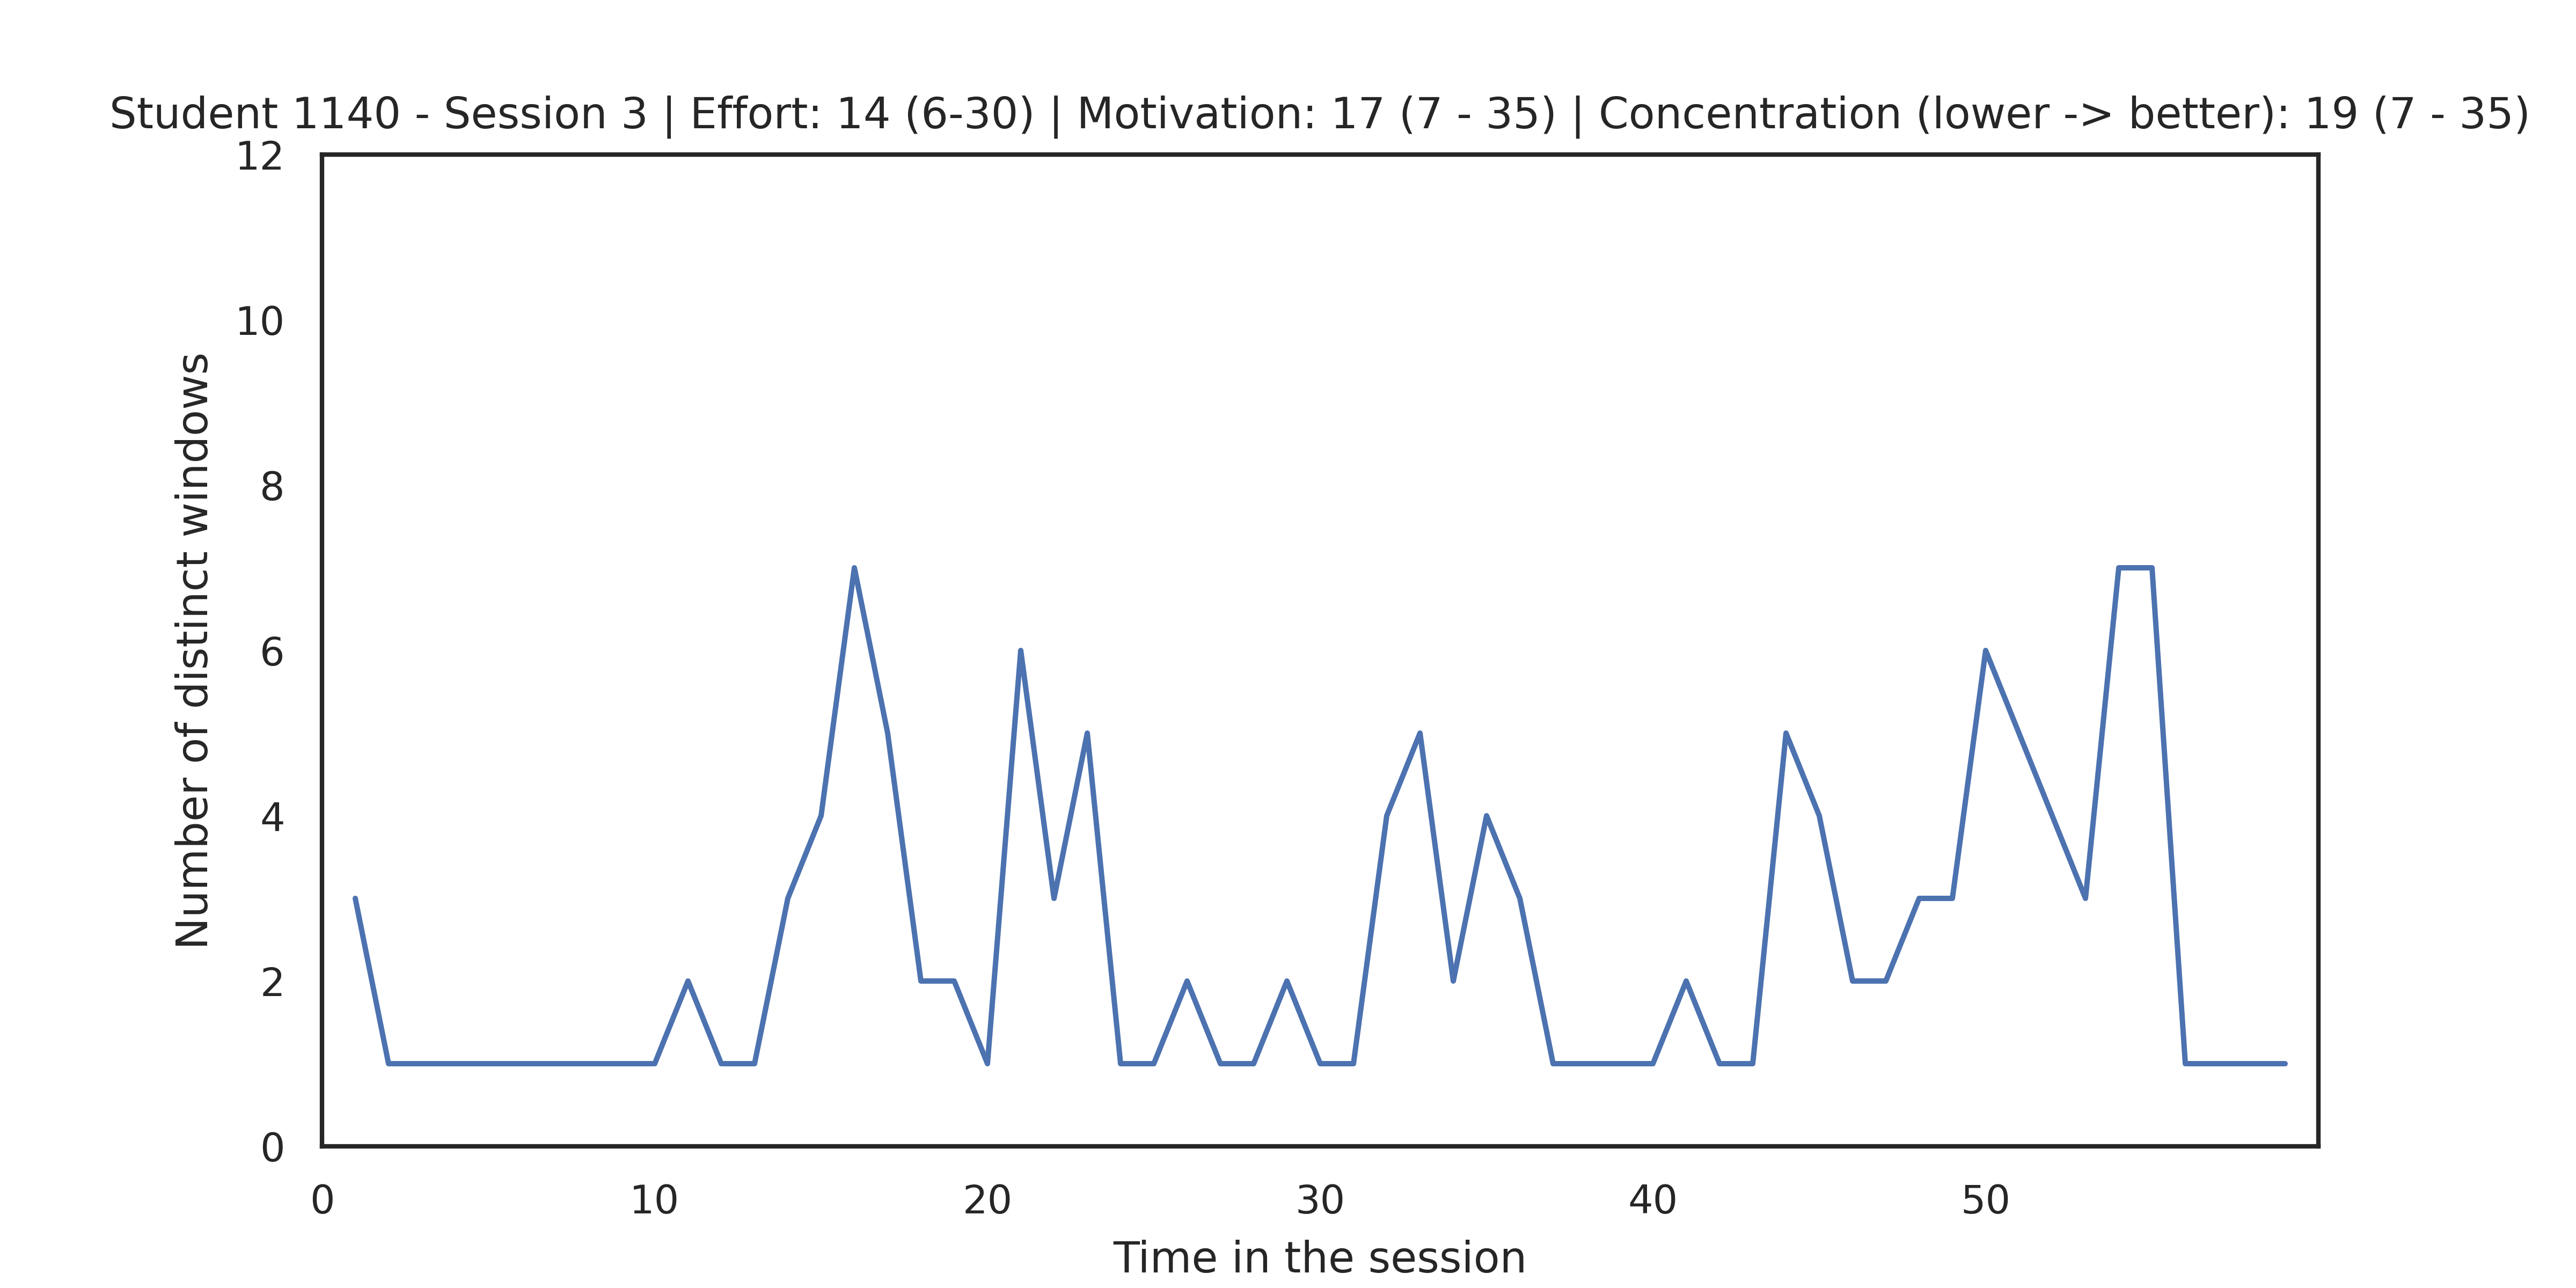 Student 1140 - Session 3 | Effort: 14 (6-30) | Motivation: 17 (7 - 35) | Concentration (lower -> better): 19 (7 - 35)
12
10
8
6
4
2
0
Number of distinct windows
0 10 20 30 40 50
Time in the session